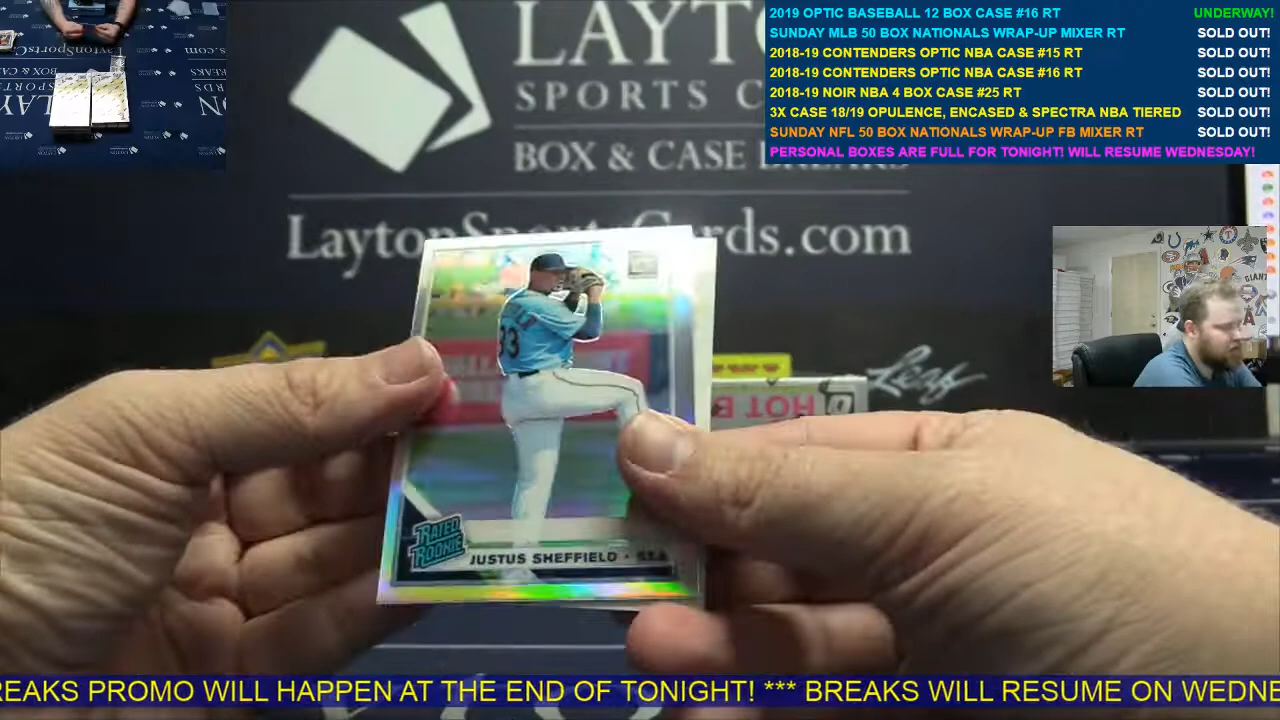 2019 OPTIC BASEBALL 12 BOX CASE #16 RT UNDERWAY!
SUNDAY MLB 50 BOX NATIONALS WRAP-UP MIXER RT SOLD OUT!
2018-19 CONTENDERS OPTIC NBA CASE #15 RT SOLD OUT!
2018-19 CONTENDERS OPTIC NBA CASE #16 RT SOLD OUT!
2018-19 NOIR NBA 4 BOX CASE #25 RT SOLD OUT!
3X CASE 18/19 OPULENCE, ENCASED & SPECTRA NBA TIERED SOLD OUT!
SUNDAY NFL 50 BOX NATIONALS WRAP-UP FB MIXER RT SOLD OUT!
PERSONAL BOXES ARE FULL FOR TONIGHT! WILL RESUME WEDNESDAY!
LAYT
SPORTS C
BOX & CASE BREAKS
LaytonSportsCards.com
33
HOT B
Leaf
RATED
ROOKIE
JUSTUS SHEFFIELD • SEA
REAKS PROMO WILL HAPPEN AT THE END OF TONIGHT! *** BREAKS WILL RESUME ON WEDNE